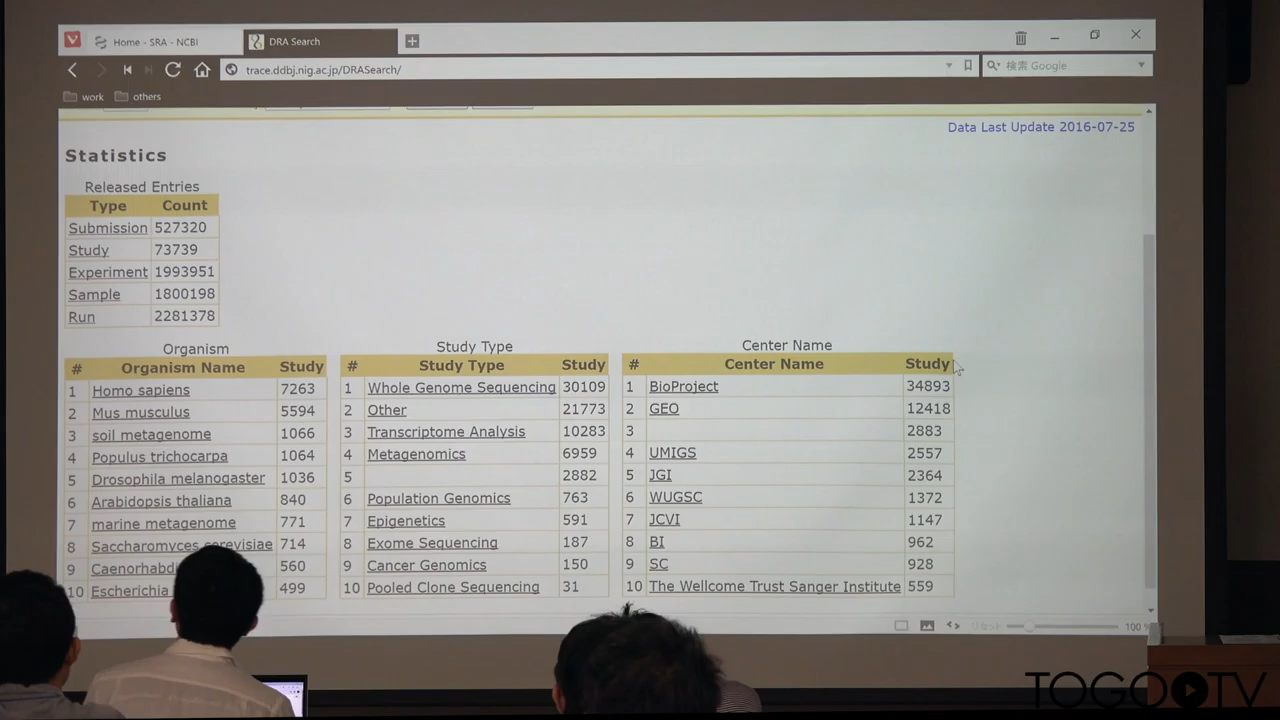 Home - SRA - NCBI
DRA Search
trace.ddbj.nig.ac.jp/DRASearch/
検索 Google
work others
Data Last Update 2016-07-25
Statistics
Released Entries
Type Count
Submission 527320
Study 73739
Experiment 1993951
Sample 1800198
Run 2281378
Organism
# Organism Name Study
1 Homo sapiens 7263
2 Mus musculus 5594
3 soil metagenome 1066
4 Populus trichocarpa 1064
5 Drosophila melanogaster 1036
6 Arabidopsis thaliana 840
7 marine metagenome 771
8 Saccharomyces cerevisiae 714
9 Caenorhabd 560
10 Escherichia 499
Study Type
# Study Type Study
1 Whole Genome Sequencing 30109
2 Other 21773
3 Transcriptome Analysis 10283
4 Metagenomics 6959
5 2882
6 Population Genomics 763
7 Epigenetics 591
8 Exome Sequencing 187
9 Cancer Genomics 150
10 Pooled Clone Sequencing 31
Center Name
# Center Name Study
1 BioProject 34893
2 GEO 12418
3 2883
4 UMIGS 2557
5 JGI 2364
6 WUGSC 1372
7 JCVI 1147
8 BI 962
9 SC 928
10 The Wellcome Trust Sanger Institute 559
リセット 100
TOGOTV